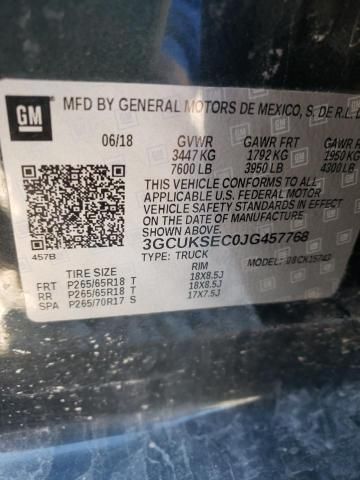 GM
MFD BY GENERAL MOTORS DE MEXICO, S. DE R.L.
06/18 GVWR GAWR FRT GAWR RR
3447 KG 1792 KG 1950 KG
7600 LB 3950 LB 4300 LB
THIS VEHICLE CONFORMS TO ALL
APPLICABLE U.S. FEDERAL MOTOR
VEHICLE SAFETY STANDARDS IN
EFFECT ON THE DATE OF MANUFACTURE
SHOWN ABOVE.
3GCUKSEC0JG457768
457B TYPE: TRUCK MODEL:
TIRE SIZE RIM
FRT P265/65R18 T 18X8.5J
RR P265/65R18 T 18X8.5J
SPA P265/70R17 S 17X7.5J